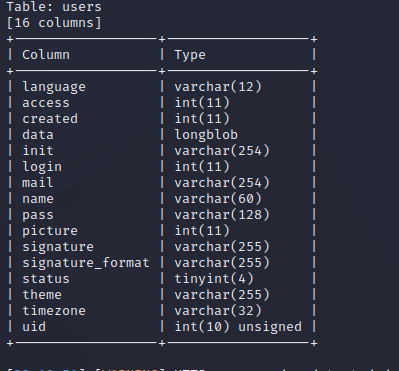 Table: users
[16 columns]
+------------------+------------------+
| Column           | Type             |
+------------------+------------------+
| language         | varchar(12)      |
| access           | int(11)          |
| created          | int(11)          |
| data             | longblob         |
| init             | varchar(254)     |
| login            | int(11)          |
| mail             | varchar(254)     |
| name             | varchar(60)      |
| pass             | varchar(128)     |
| picture          | int(11)          |
| signature        | varchar(255)     |
| signature_format | varchar(255)     |
| status           | tinyint(4)       |
| theme            | varchar(255)     |
| timezone         | varchar(32)      |
| uid              | int(10) unsigned |
+------------------+------------------+